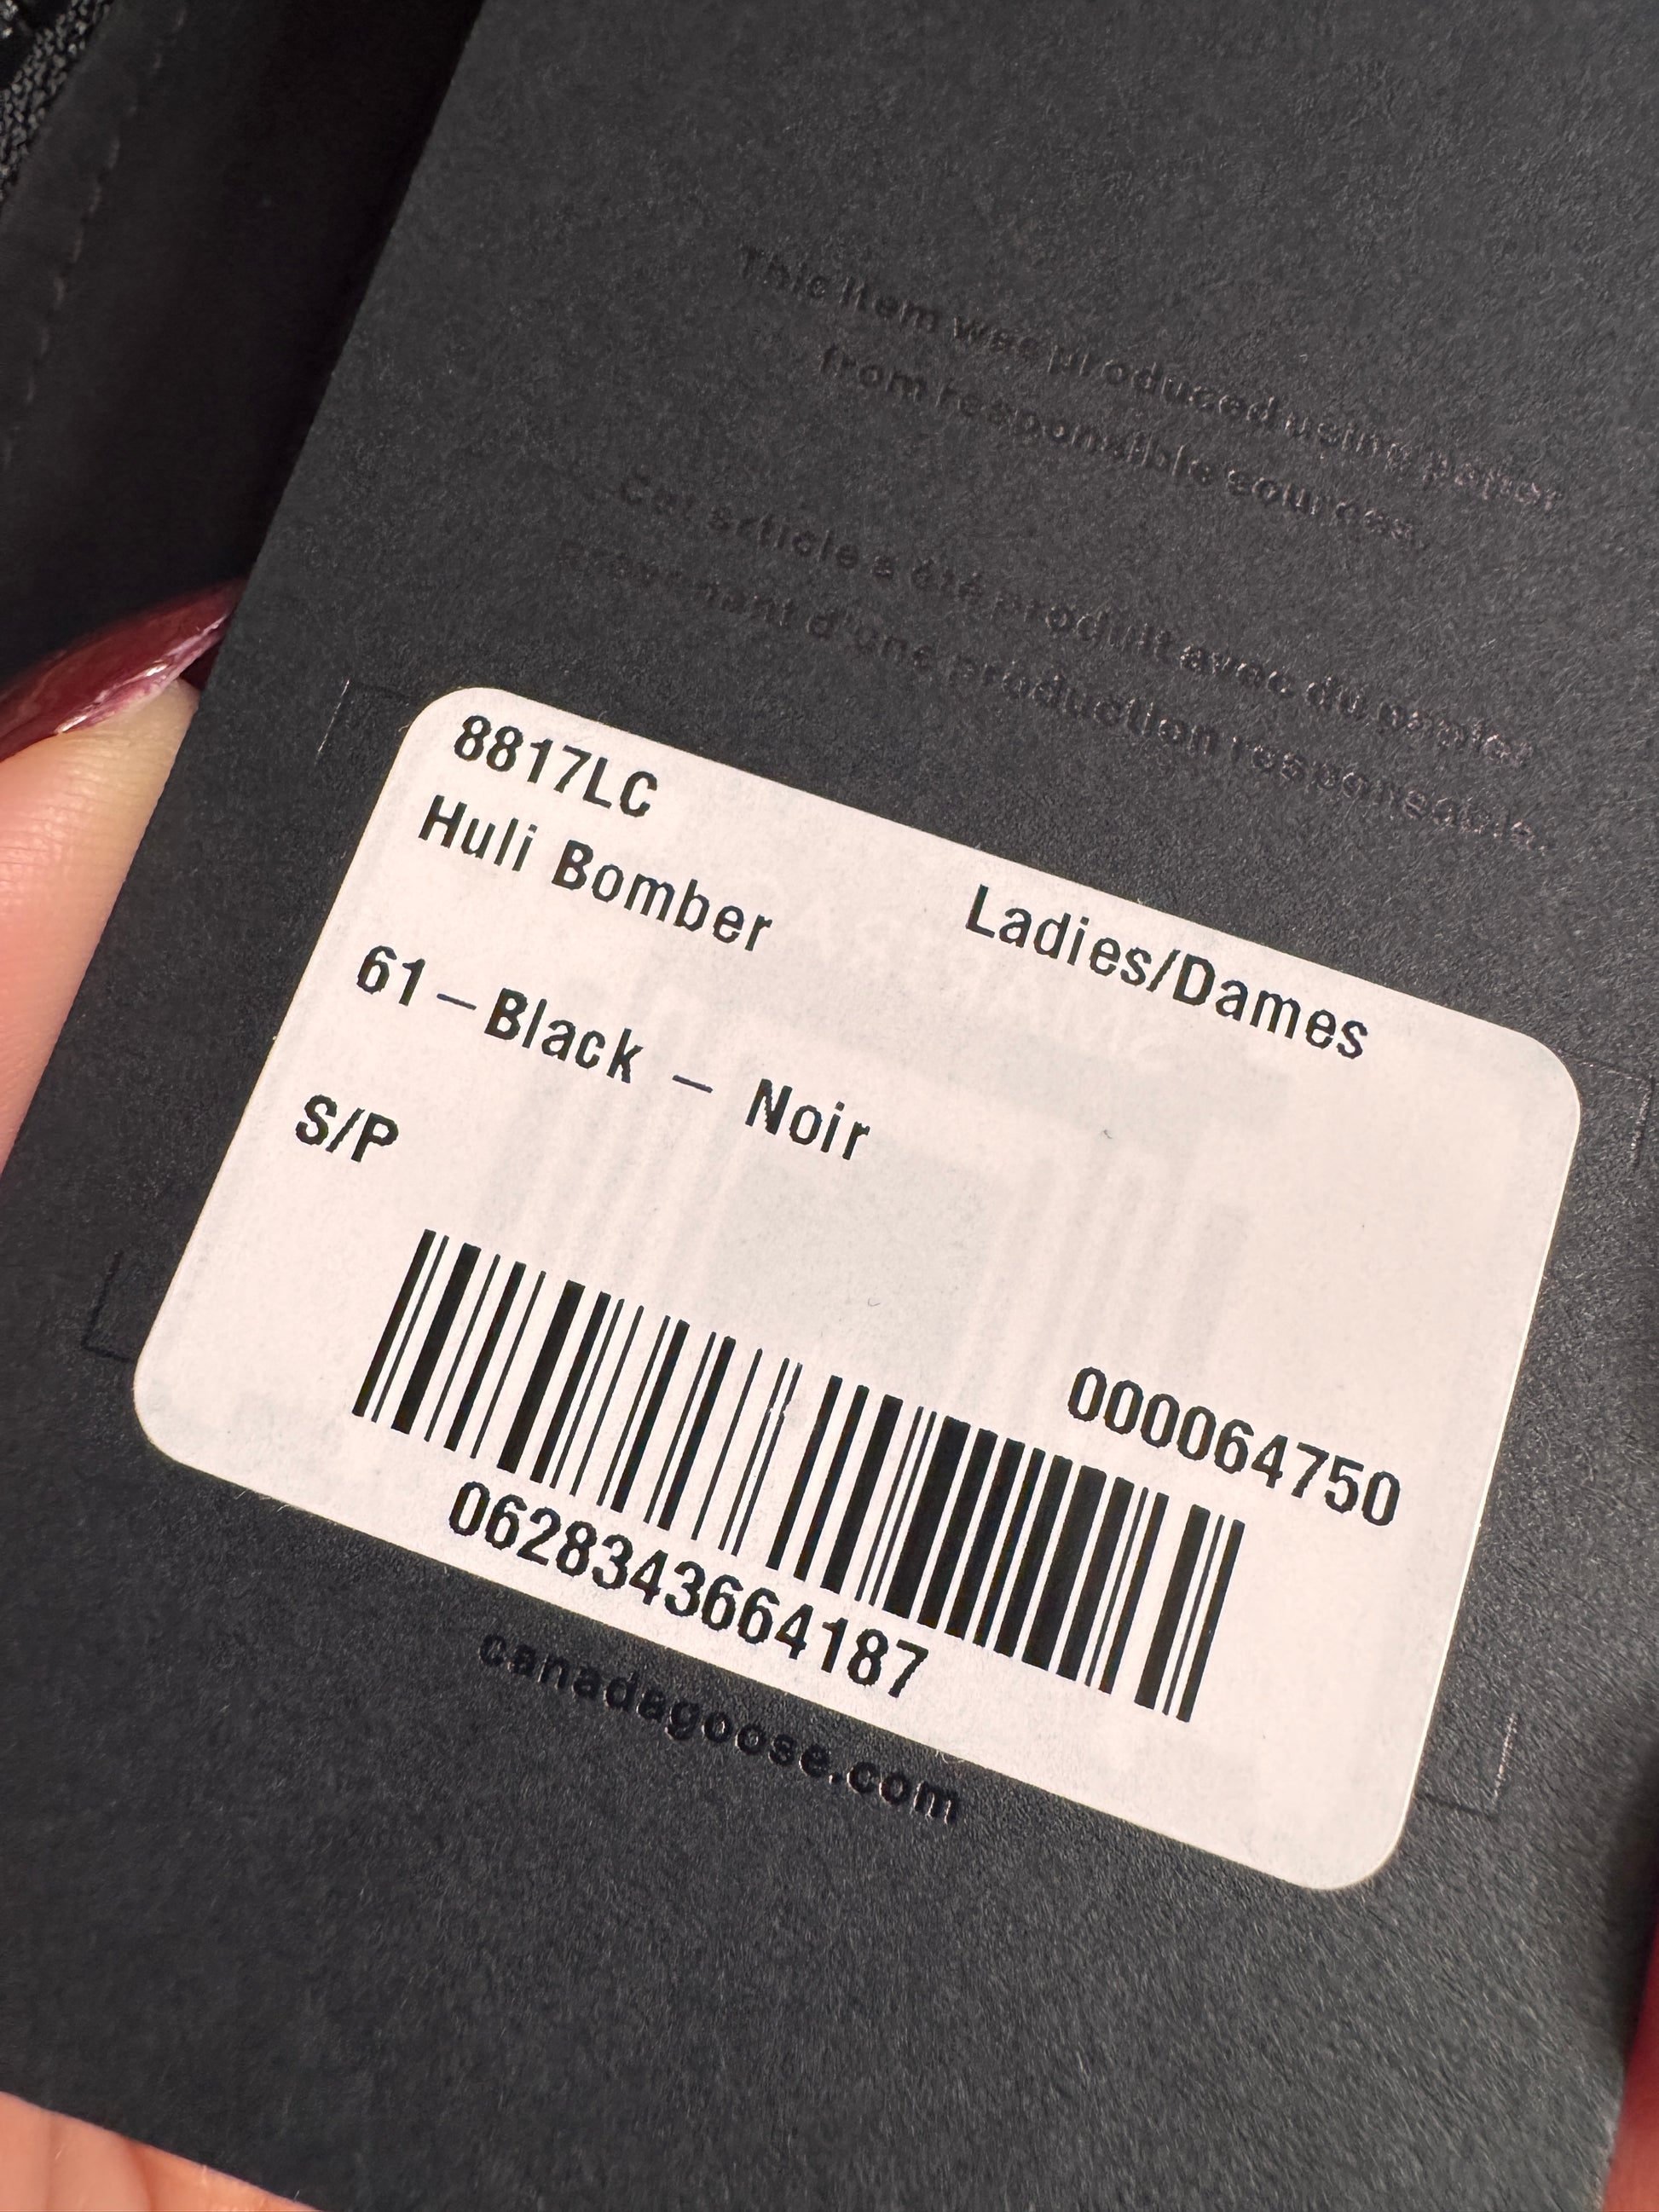 This item was produced using paper
from responsible sources.
Cet article a été produit avec du papier
provenant d'une production responsable.
8817LC
Huli Bomber
Ladies/Dames
61-Black - Noir
S/P
000064750
0628343664187
canadagoose.com